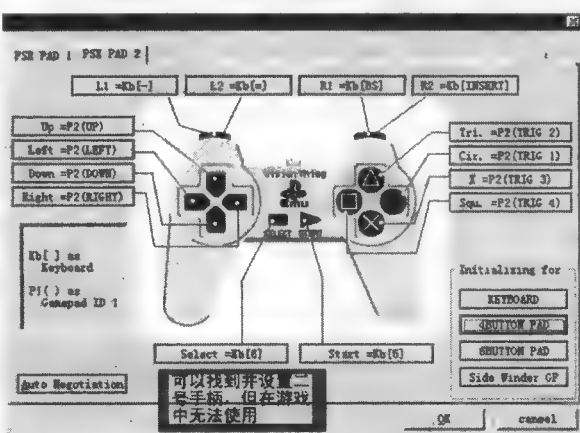 PSX PAD 1 PSX PAD 2
L1 =Kb[-]
L2 =Kb[=]
R1 =Kb[BS]
R2 =Kb[INSERT]
Up =P2(UP)
Left =P2(LEFT)
Down =P2(DOWN)
Right =P2(RIGHT)
Tri. =P2(TRIG 2)
Cir. =P2(TRIG 1)
X =P2(TRIG 3)
Squ. =P2(TRIG 4)
VisionThing
SELECT
Kb[ ] as
Keyboard
as
Gamepad ID
Initializing for
KEYBOARD
4BUTTON PAD
6BUTTON PAD
Side Winder GP
Select =Kb[6]
Start =Kb[5]
Auto Negotiation
可以找到并设置二
号手柄，但在游戏
中无法使用
OK
cancel